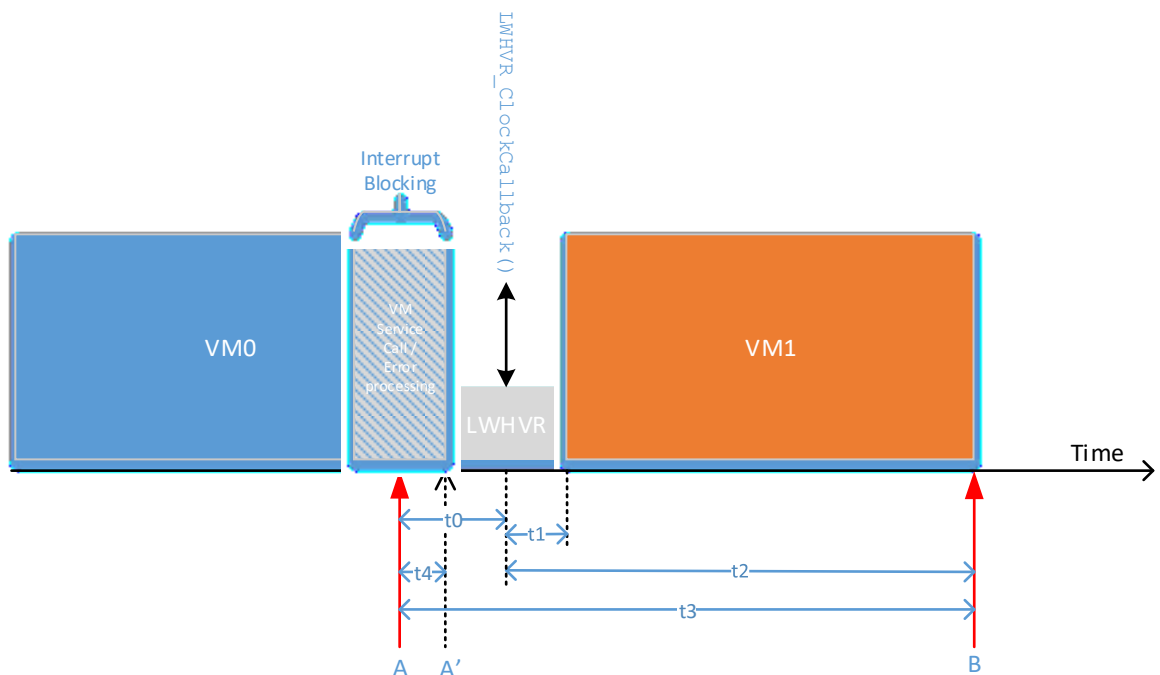 LWHVR_ClockCallback()
Interrupt
Blocking
VM0
VM
Service
Call /
Error
processing
LWHVR
VM1
Time
t0
t1
t4
t2
t3
A
A’
B